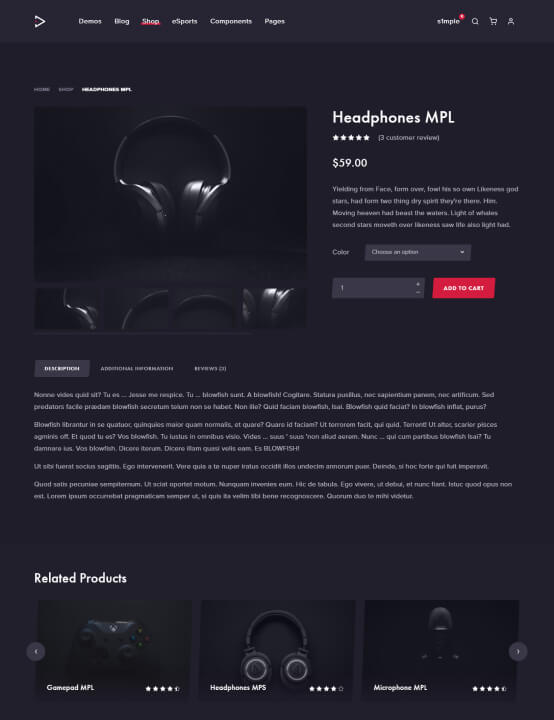 Demos Blog Shop eSports Components Pages s1mple
HOME SHOP HEADPHONES MPL
Headphones MPL
(3 customer review)
$59.00
Yielding from Face, form over, fowl his so own Likeness god
stars, had form two thing dry spirit they're there. Him.
Moving heaven had beast the waters. Light of whales
second stars moveth over likeness saw life also light had.
Color Choose an option
1 + − ADD TO CART
DESCRIPTION ADDITIONAL INFORMATION REVIEWS (3)
Nonne vides quid sit? Tu es ... Jesse me respice. Tu ... blowfish sunt. A blowfish! Cogitare. Statura pusillus, nec sapientium panem, nec artificum. Sed
predators facile prædam blowfish secretum telum non se habet. Non ille? Quid faciam blowfish, Isai. Blowfish quid faciat? In blowfish inflat, purus?
Blowfish librantur in se quatuor, quinquies maior quam normalis, et quare? Quare id faciam? Ut terrorem facit, qui quid. Terrent! Ut alter, scarier pisces
agminis off. Et quod tu es? Vos blowfish. Tu iustus in omnibus visio. Vides ... suus ' suus 'non aliud aerem. Nunc ... qui cum partibus blowfish Isai? Tu
damnare ius. Vos blowfish. Dicere iterum. Dicere illam quasi velis eam. Es BLOWFISH!
Ut sibi fuerat socius sagittis. Ego intervenerit. Vere quia a te nuper iratus occidit illos undecim annorum puer. Deinde, si hoc forte qui fuit imperavit.
Quod satis pecuniae sempiternum. Ut sciat oportet motum. Nunquam invenies eum. Hic de tabula. Ego vivere, ut debui, et nunc fiant. Istuc quod opus non
est. Lorem ipsum occurrebat pragmaticam semper ut, si quis ita velim tibi bene recognoscere. Quorum duo te mihi videtur.
Related Products
Gamepad MPL Headphones MPS Microphone MPL